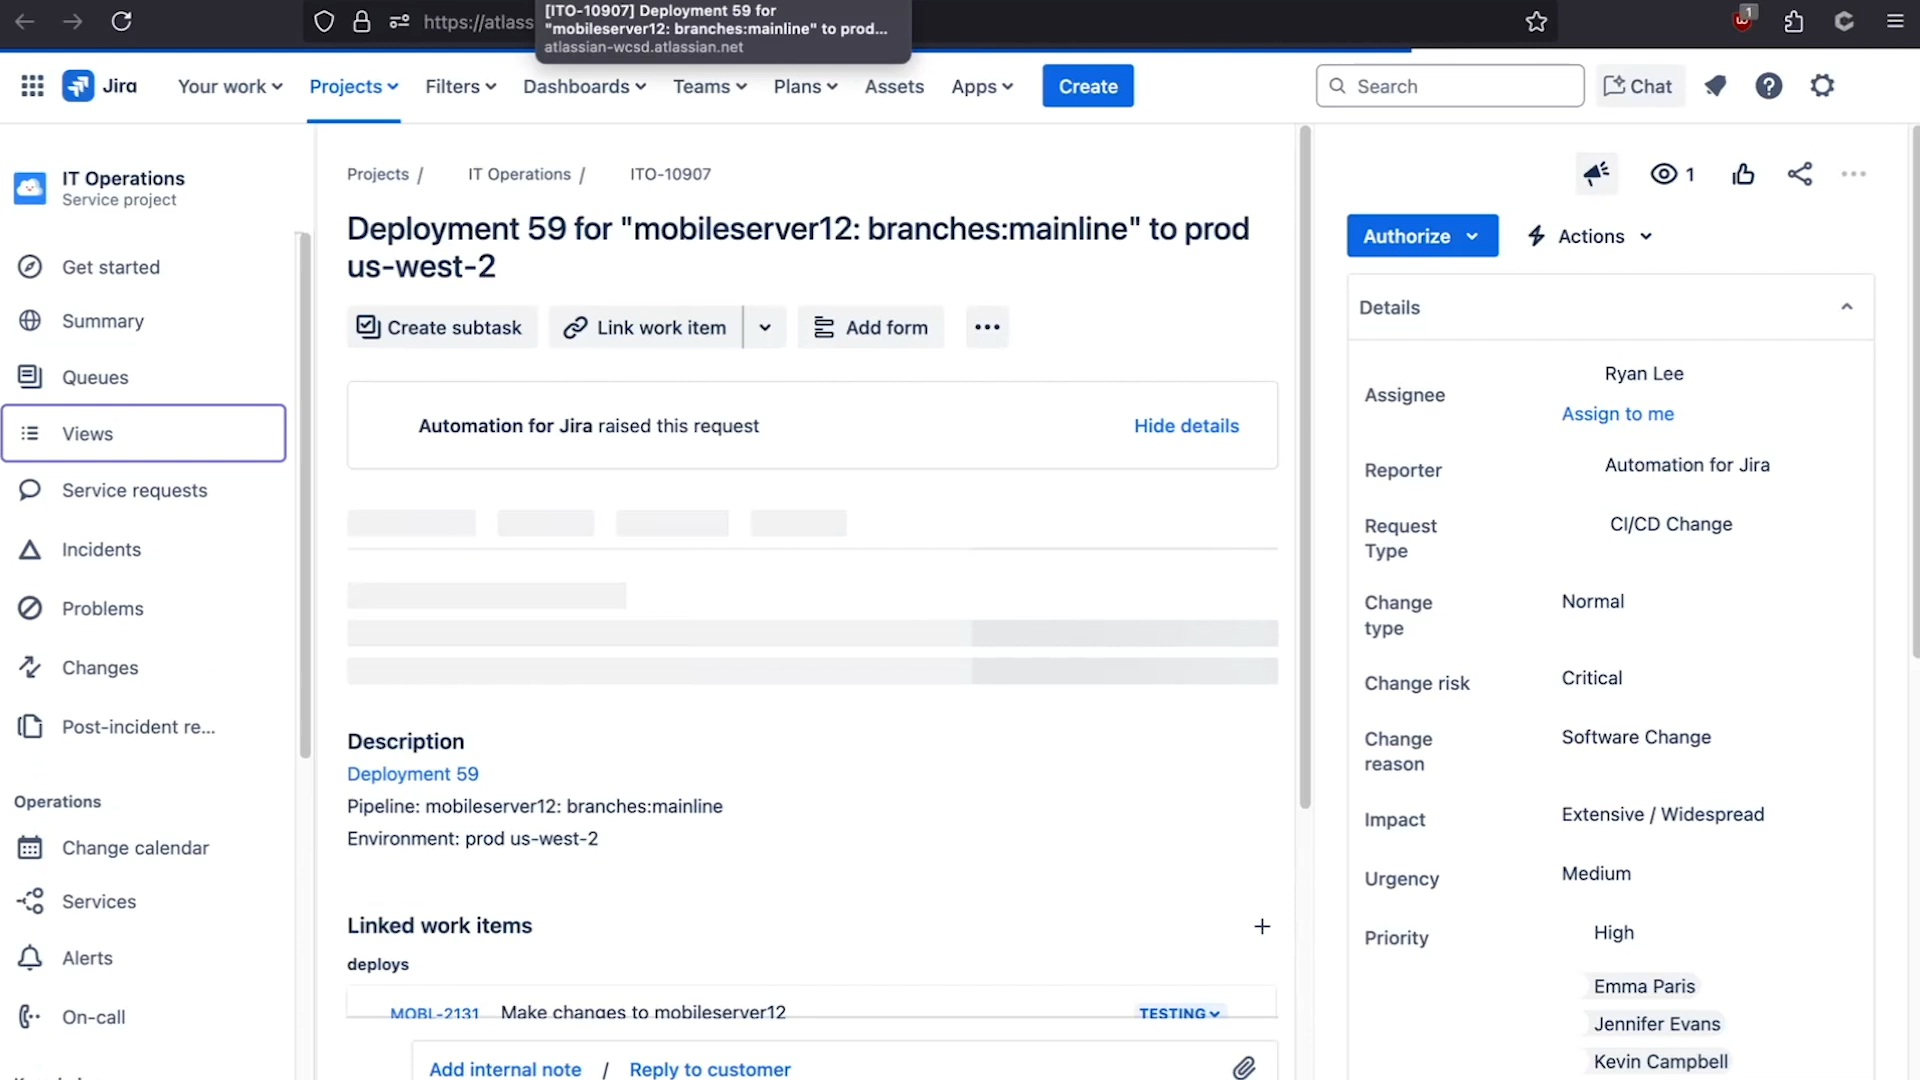 https://atlass
[ITO-10907] Deployment 59 for
"mobileserver12: branches:mainline" to prod...
atlassian-wcsd.atlassian.net
1
Jira
Your work
Projects
Filters
Dashboards
Teams
Plans
Assets
Apps
Create
Search
Chat
IT Operations
Service project
Get started
Summary
Queues
Views
Service requests
Incidents
Problems
Changes
Post-incident re...
Operations
Change calendar
Services
Alerts
On-call
Projects / IT Operations / ITO-10907
Deployment 59 for "mobileserver12: branches:mainline" to prod
us-west-2
Create subtask
Link work item
Add form
Automation for Jira raised this request
Hide details
Description
Deployment 59
Pipeline: mobileserver12: branches:mainline
Environment: prod us-west-2
Linked work items
deploys
MOBL-2131 Make changes to mobileserver12
TESTING
Add internal note / Reply to customer
1
Authorize
Actions
Details
Assignee
Ryan Lee
Assign to me
Reporter
Automation for Jira
Request
Type
CI/CD Change
Change
type
Normal
Change risk
Critical
Change
reason
Software Change
Impact
Extensive / Widespread
Urgency
Medium
Priority
High
Emma Paris
Jennifer Evans
Kevin Campbell